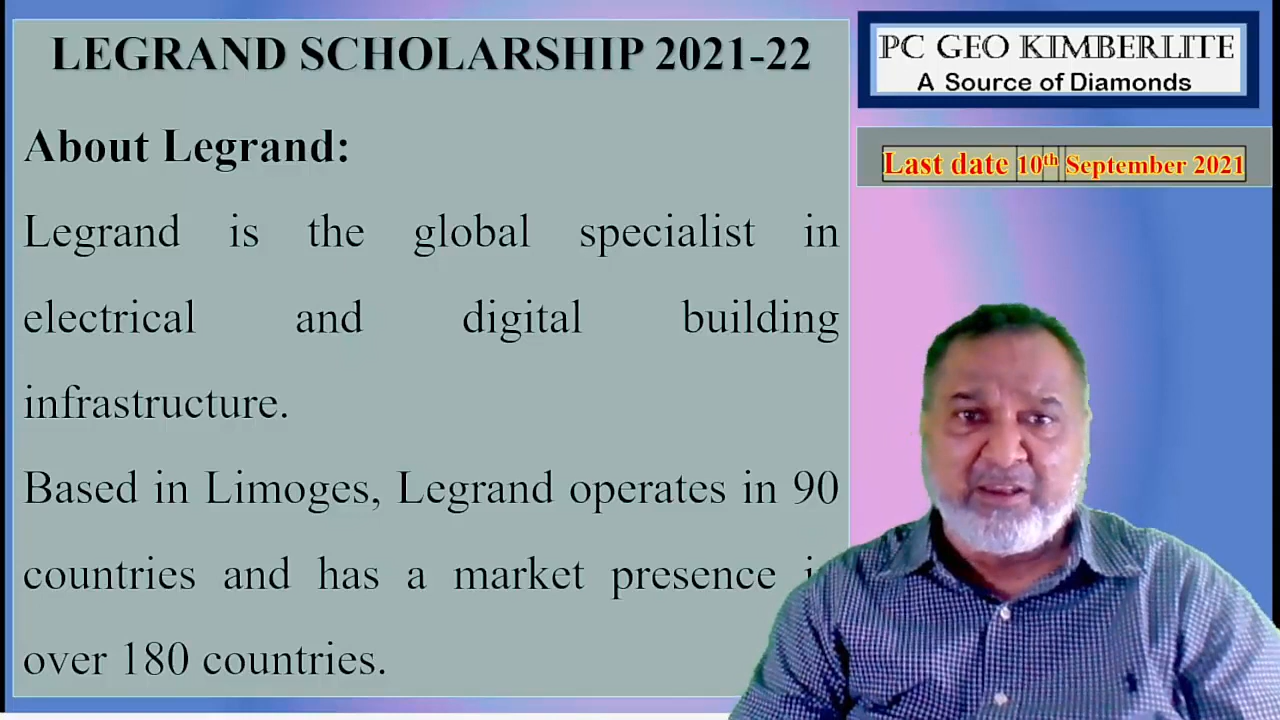 LEGRAND SCHOLARSHIP 2021-22
About Legrand:
Legrand is the global specialist in
electrical and digital building
infrastructure.
Based in Limoges, Legrand operates in 90
countries and has a market presence
over 180 countries.
PC GEO KIMBERLITE
A Source of Diamonds
Last date 10th September 2021